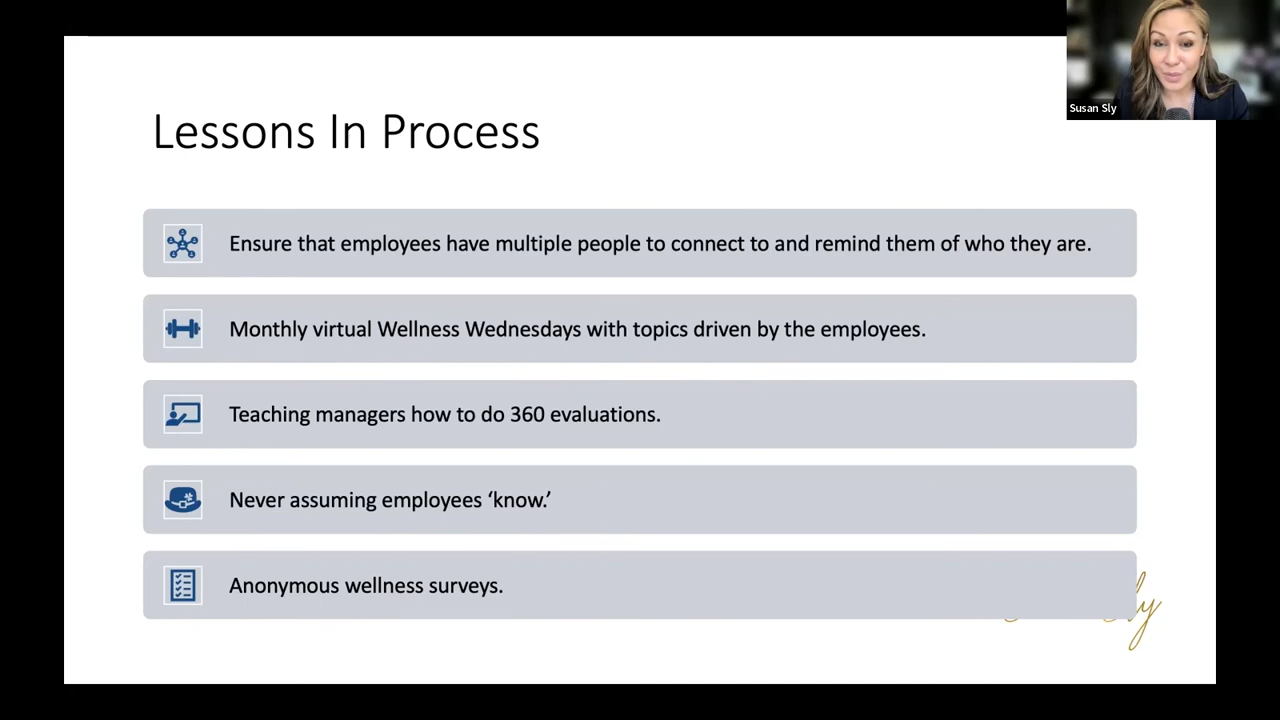 Susan Sly
Lessons In Process
Ensure that employees have multiple people to connect to and remind them of who they are.
Monthly virtual Wellness Wednesdays with topics driven by the employees.
Teaching managers how to do 360 evaluations.
Never assuming employees ‘know.’
Anonymous wellness surveys.